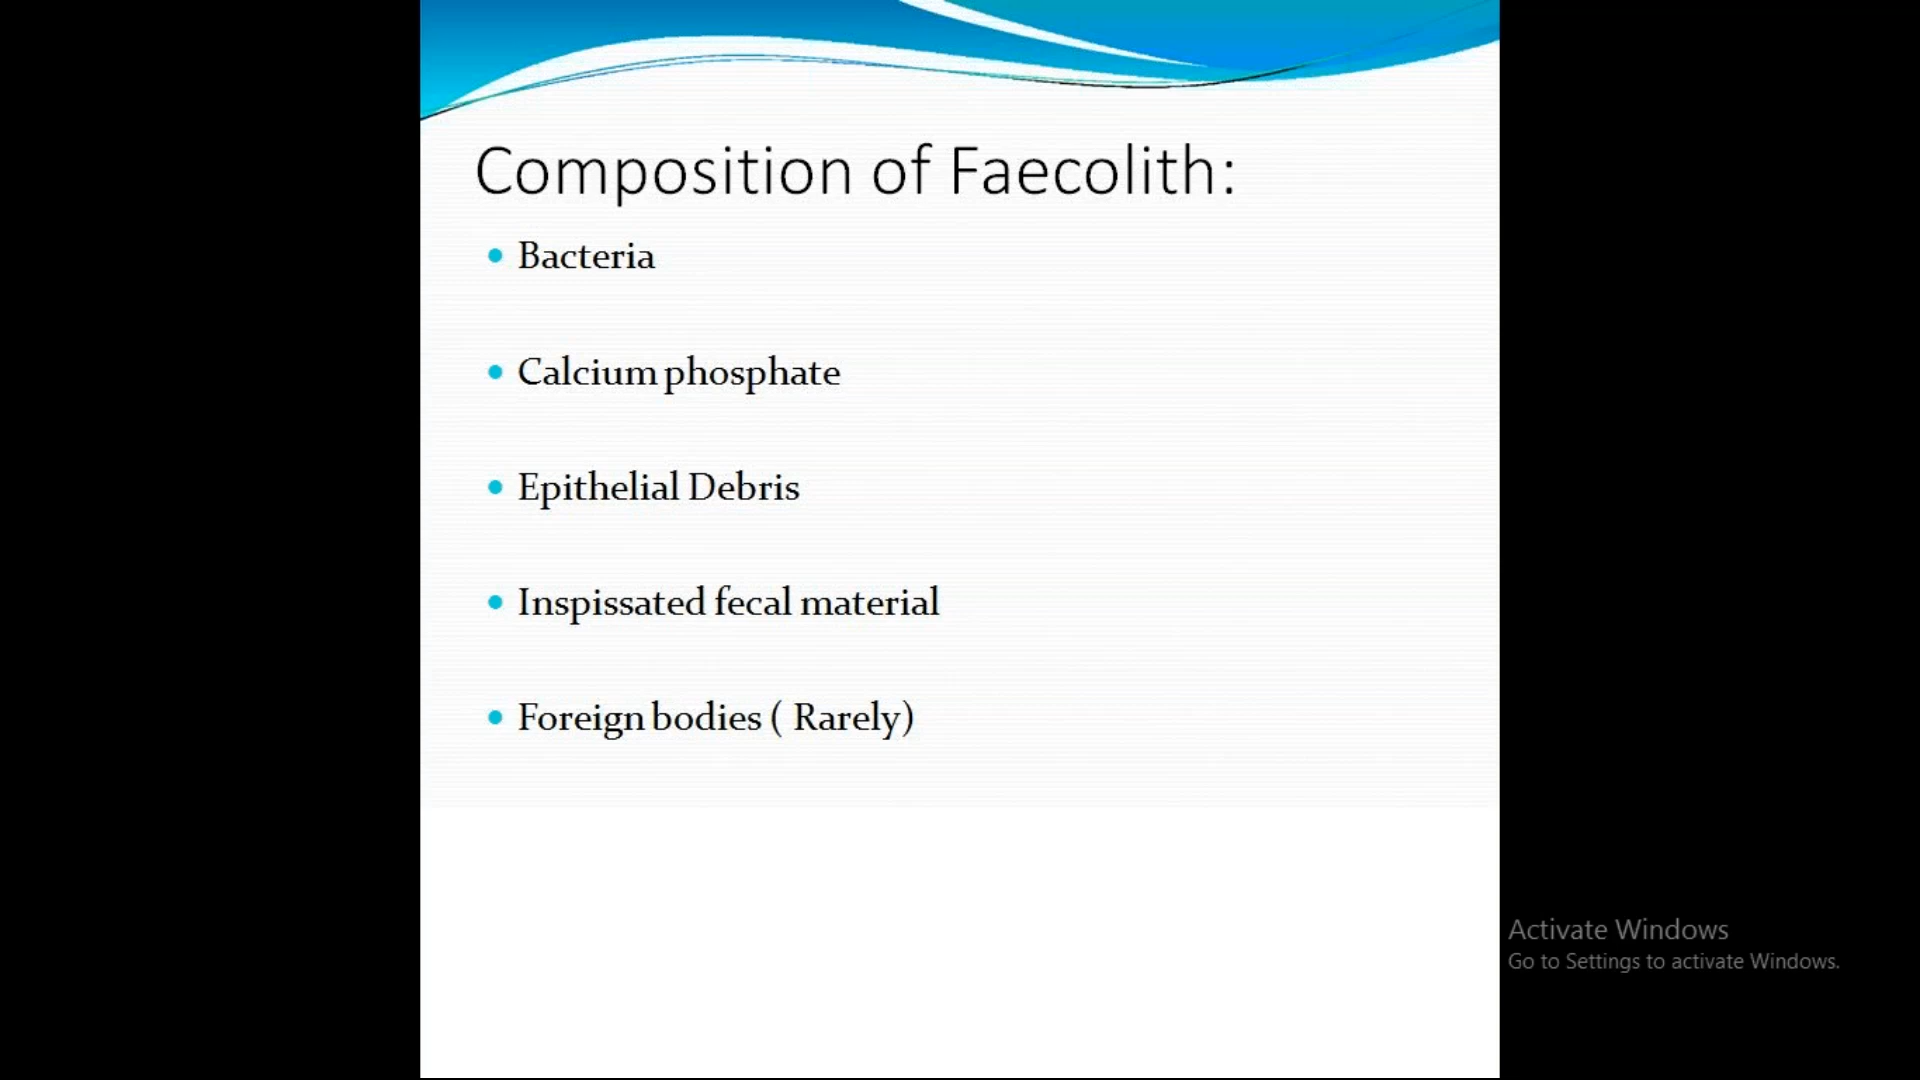 Composition of Faecolith:
Bacteria
Calcium phosphate
Epithelial Debris
Inspissated fecal material
Foreign bodies ( Rarely)
Activate Windows
Go to Settings to activate Windows.